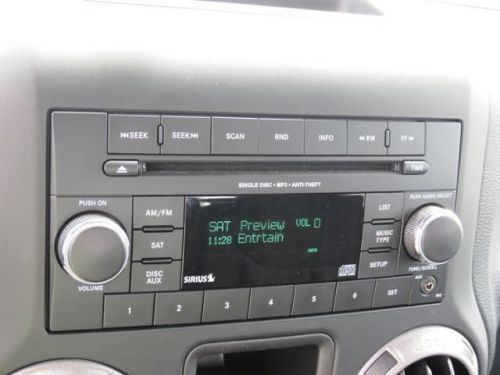 SEEK SEEK SCAN RND INFO RW FF
TIME
SINGLE DISC • MP3 • ANTI-THEFT
PUSH ON
PUSH AUDIO/SELECT
AM/FM
LIST
SAT Preview VOL 0
11:28 Entrtain
SAT
MUSIC TYPE
INFO
DISC AUX
SETUP
SIRIUS
VOLUME
TUNE/SCROLL
1 2 3 4 5 6 SET
AUX